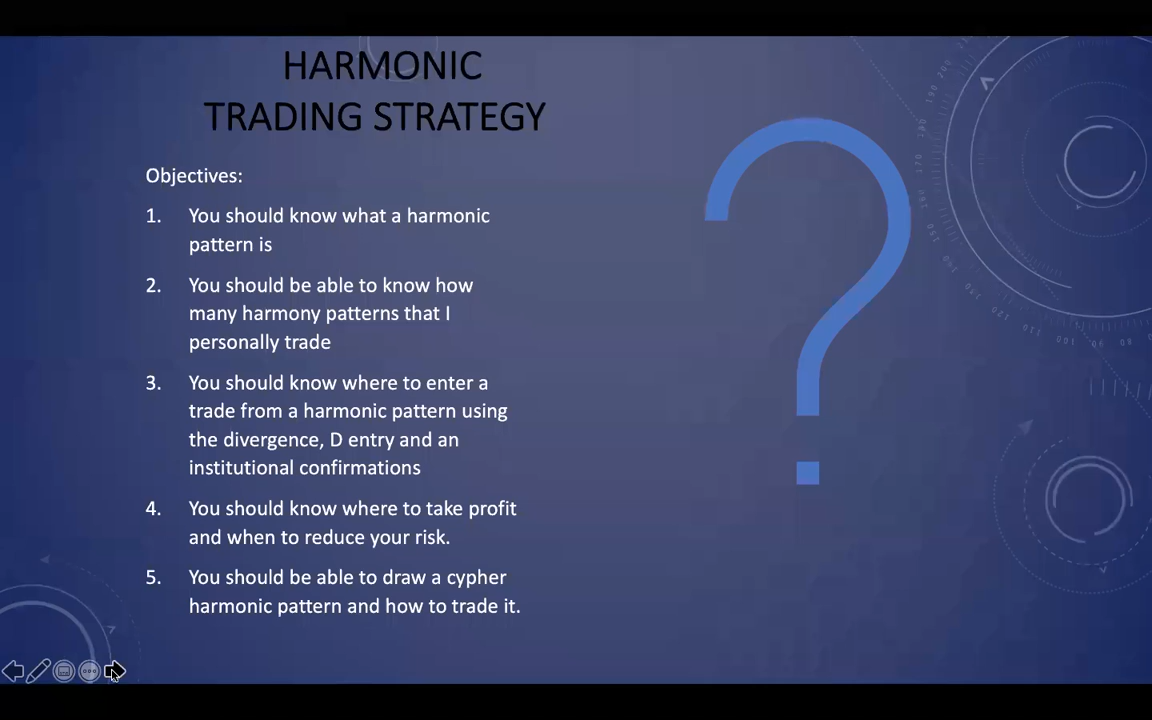 HARMONIC
TRADING STRATEGY
Objectives:
1. You should know what a harmonic
pattern is
2. You should be able to know how
many harmony patterns that I
personally trade
3. You should know where to enter a
trade from a harmonic pattern using
the divergence, D entry and an
institutional confirmations
4. You should know where to take profit
and when to reduce your risk.
5. You should be able to draw a cypher
harmonic pattern and how to trade it.
?